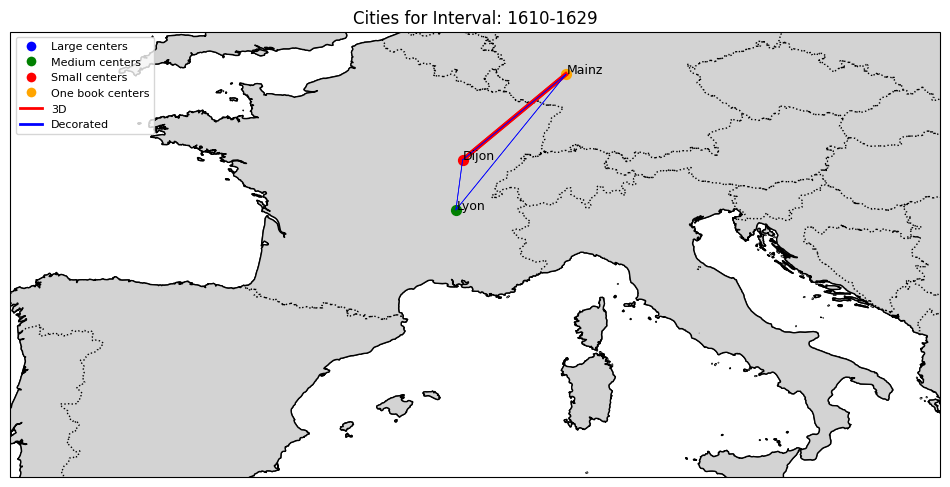 Cities for Interval: 1610-1629
Large centers
Medium centers
Small centers
One book centers
3D
Decorated
Mainz
Dijon
Lyon